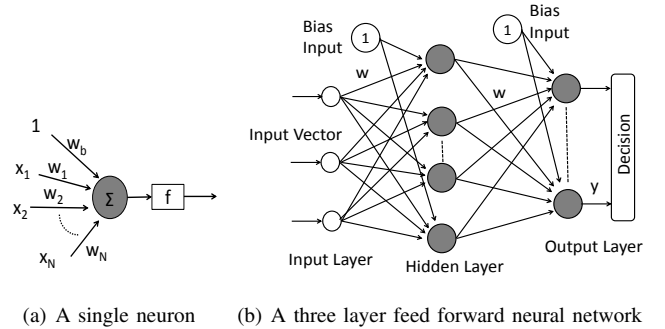 1
w_b
x_1
w_1
w_2
x_2
x_N
w_N
Σ
f
Bias
Input
1
w
Input Vector
Input Layer
Hidden Layer
Bias
Input
1
w
y
Output Layer
Decision
(a) A single neuron
(b) A three layer feed forward neural network